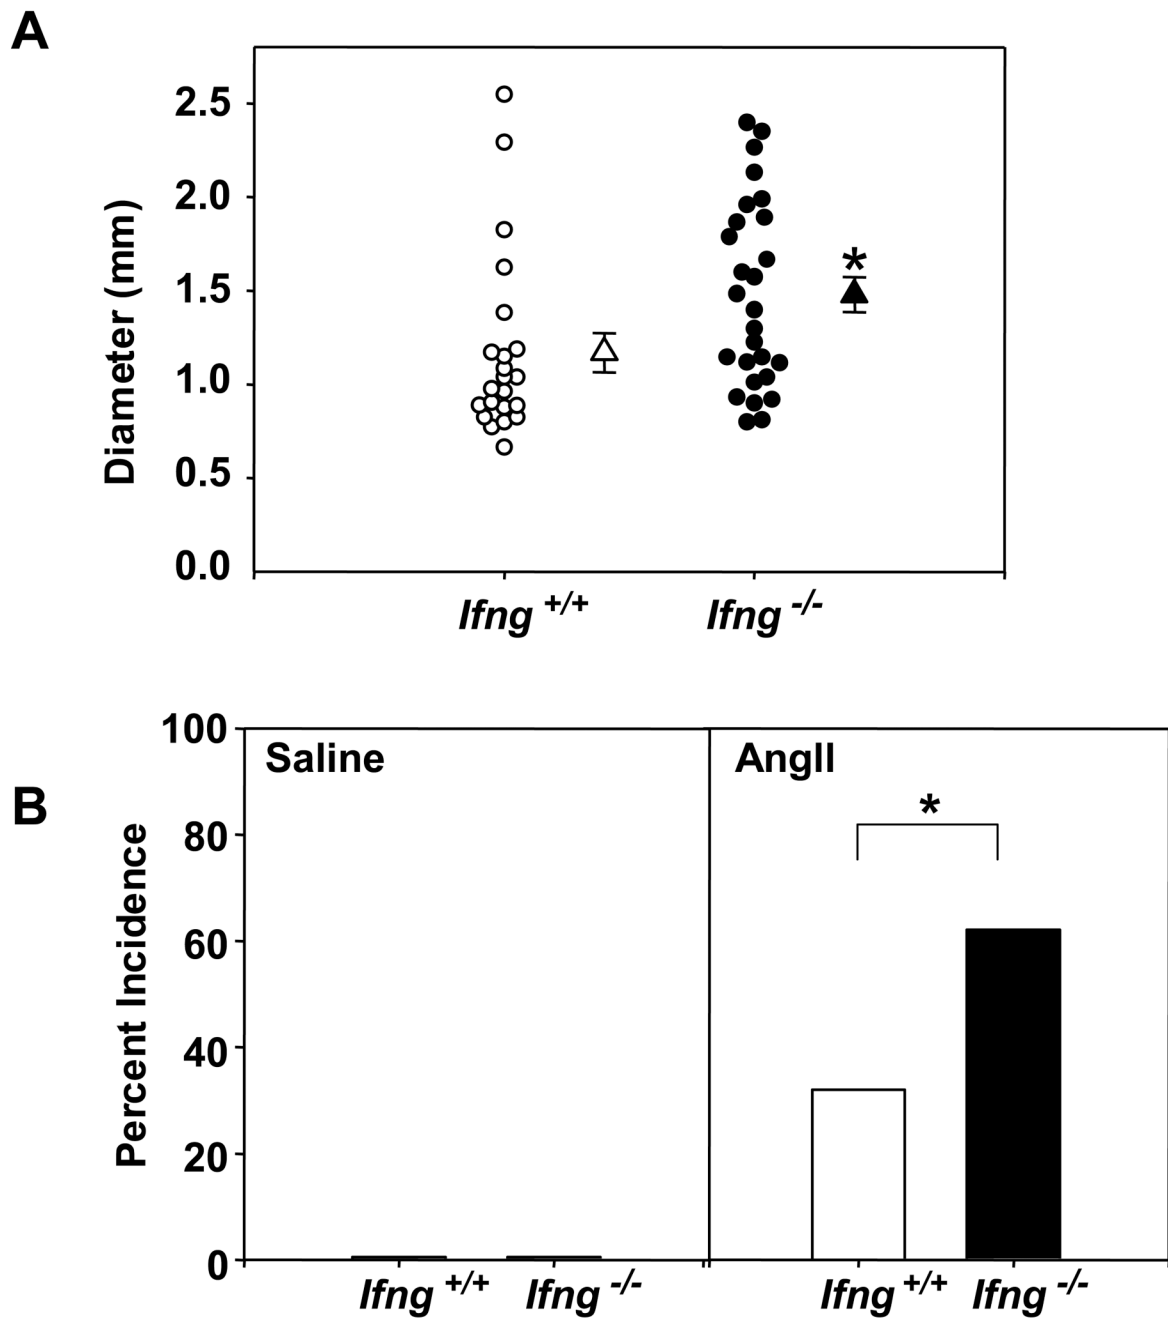 A
2.5
2.0
1.5
1.0
0.5
0.0
Diameter (mm)
*
Ifng +/+ Ifng -/-
B
100
80
60
40
20
0
Percent Incidence
Saline
AngII
*
Ifng +/+ Ifng -/- Ifng +/+ Ifng -/-